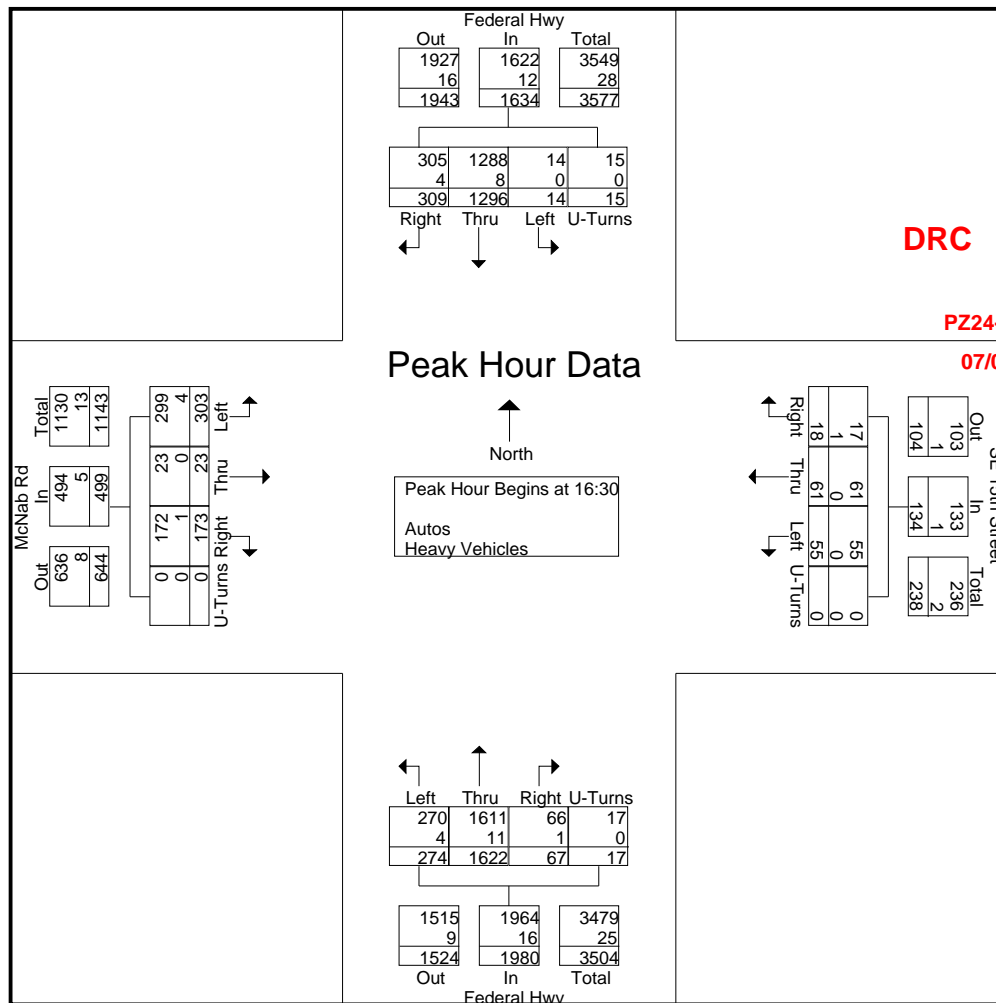 Federal Hwy
Out In Total
1927 1622 3549
16 12 28
1943 1634 3577
305 1288 14 15
4 8 0 0
309 1296 14 15
Right Thru Left U-Turns
DRC
PZ24-
07/0
Peak Hour Data
North
Peak Hour Begins at 16:30
Autos
Heavy Vehicles
McNab Rd
Out In Total
636 494 1130
8 5 13
644 499 1143
299 23 172 0
4 0 1 0
303 23 173 0
Left Thru Right U-Turns
Right Thru Left U-Turns
17 61 55 0
1 0 0 0
18 61 55 0
Out In Total
103 133 236
1 1 2
104 134 238
Street
Left Thru Right U-Turns
270 1611 66 17
4 11 1 0
274 1622 67 17
1515 1964 3479
9 16 25
1524 1980 3504
Out In Total
Federal Hwy